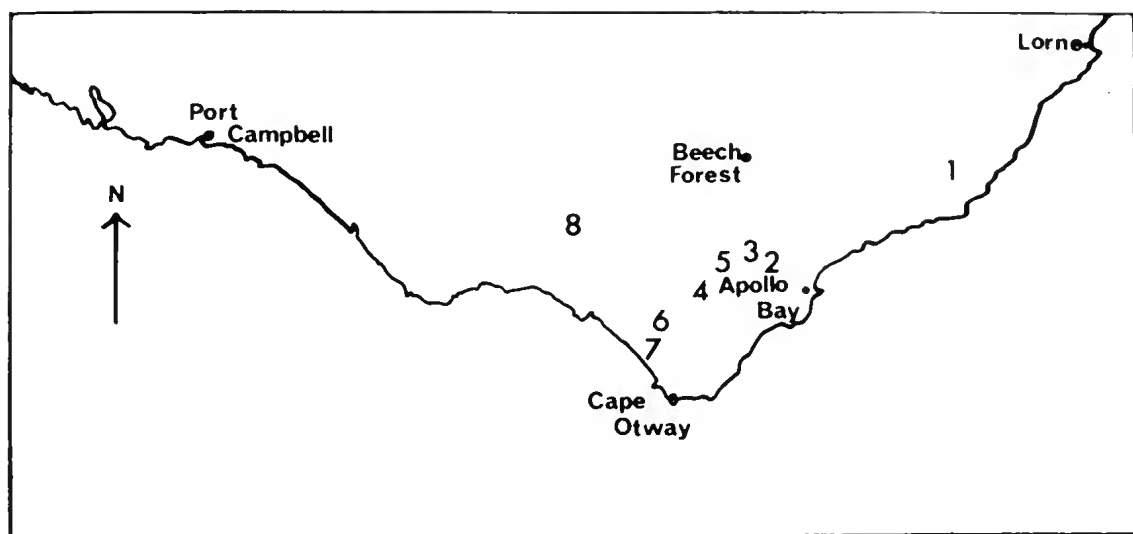 Lorne
Port
Campbell
Beech
Forest
1
N
8
3
5 2
4 Apollo
Bay
6
7
Cape
Otway